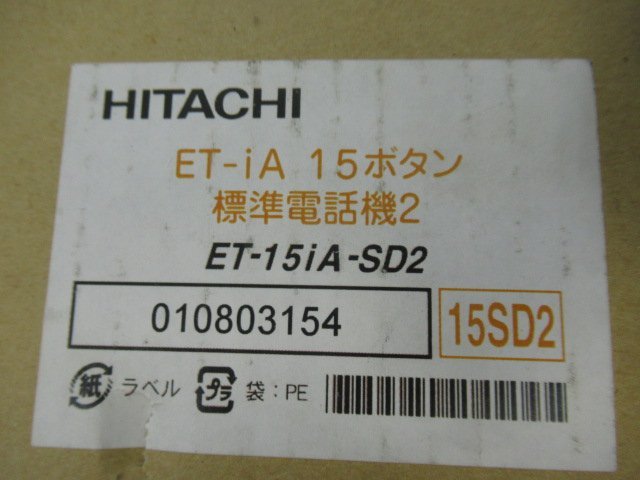 HITACHI
ET-iA 15ボタン
標準電話機2
ET-15iA-SD2
010803154 15SD2
紙 ラベル プラ 袋：PE